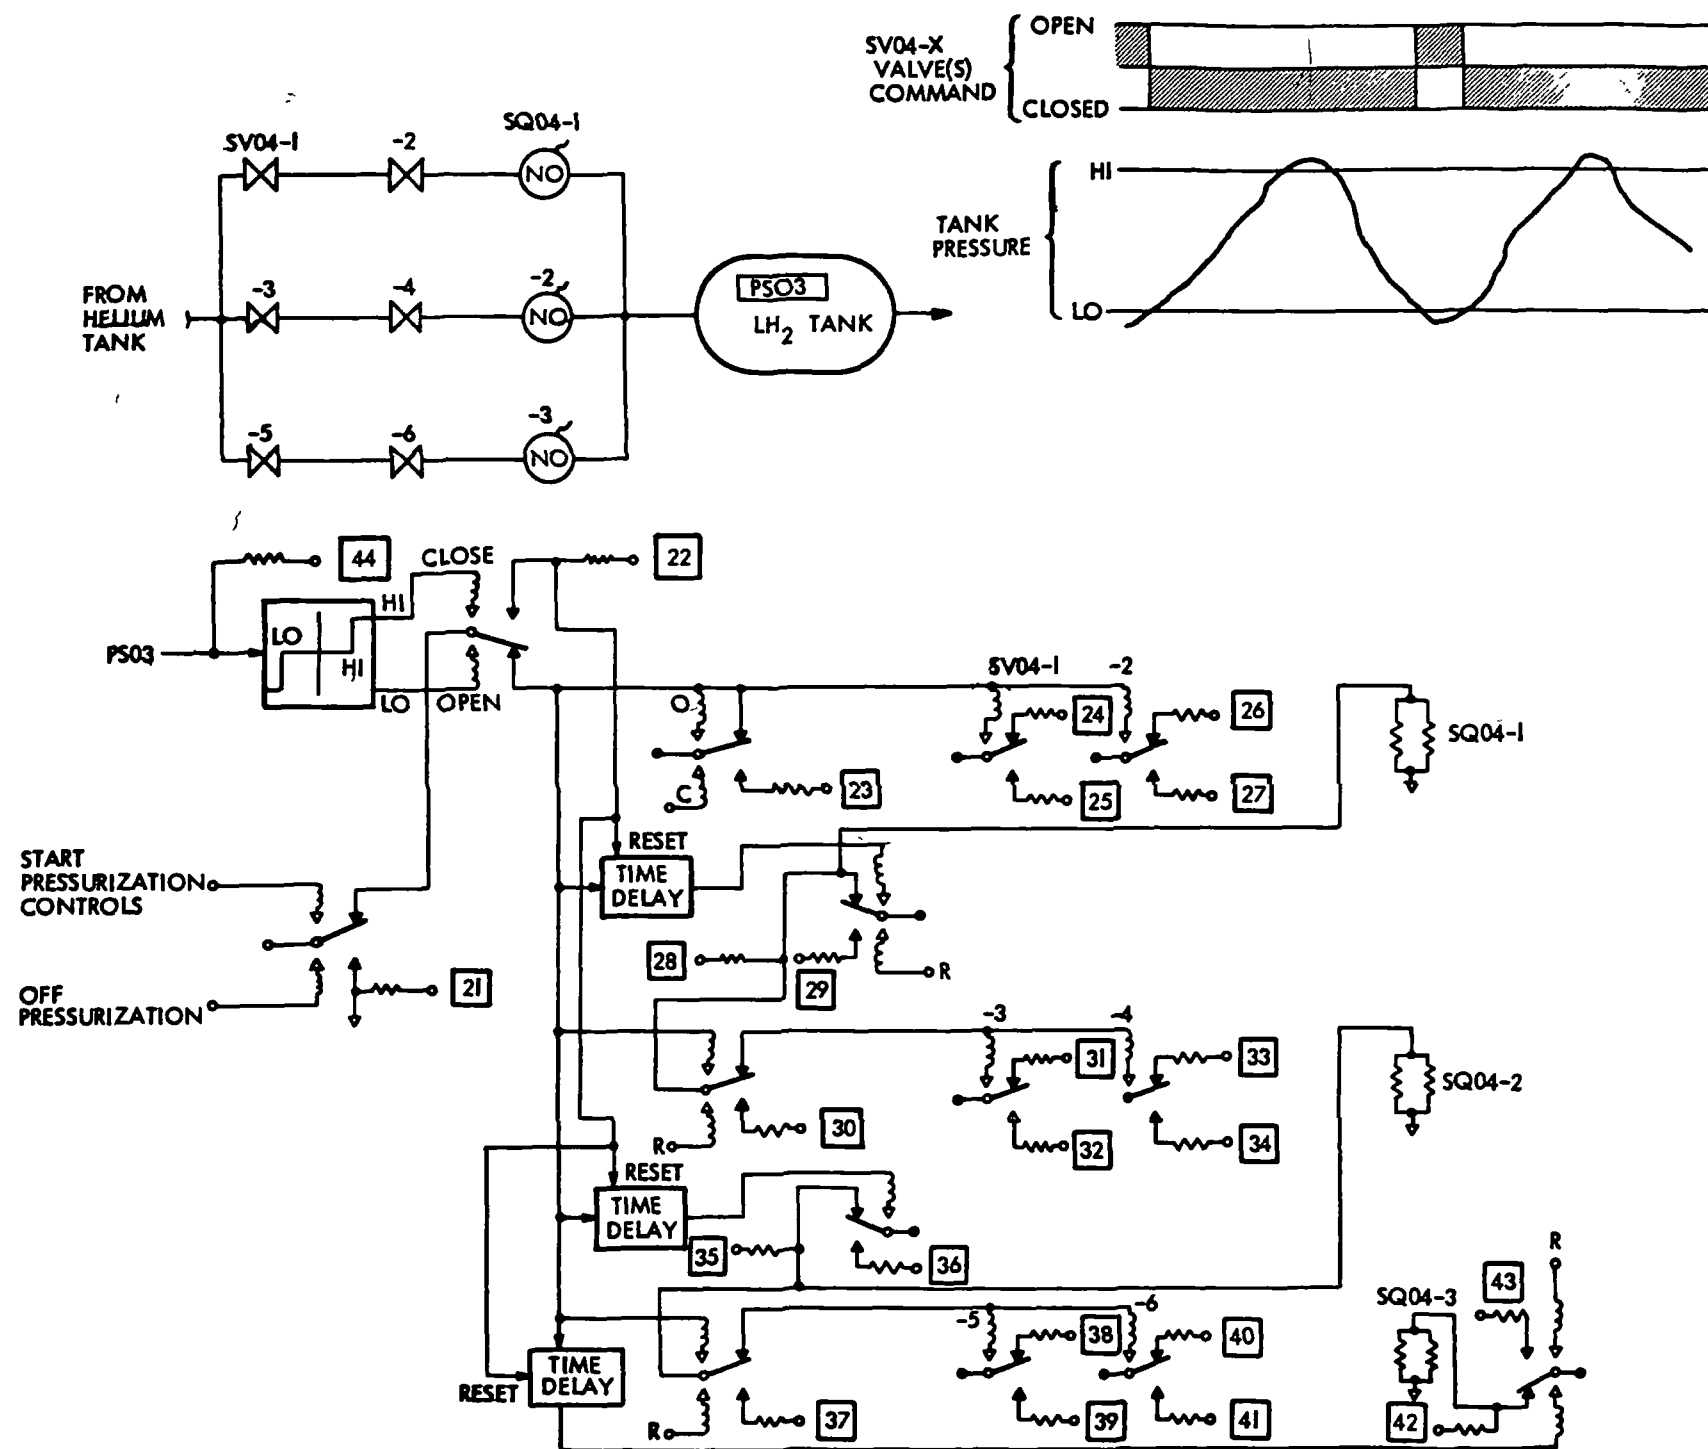 SV04-X
VALVE(S)
COMMAND
OPEN
CLOSED
HI
TANK
PRESSURE
LO
SV04-1
-2
SQ04-1
NO
-3
-4
-2
NO
FROM
HELIUM
TANK
PSO3
LH2 TANK
-5
-6
-3
NO
44
CLOSE
22
HI
LO
HI
PS03
LO
OPEN
SV04-1
-2
O
24
26
SQ04-1
C
23
25
27
START
PRESSURIZATION
CONTROLS
RESET
TIME
DELAY
28
29
R
OFF
PRESSURIZATION
21
-3
-4
31
33
SQ04-2
R
30
32
34
RESET
TIME
DELAY
35
36
R
43
SQ04-3
-5
-6
38
40
TIME
DELAY
RESET
R
37
39
41
42